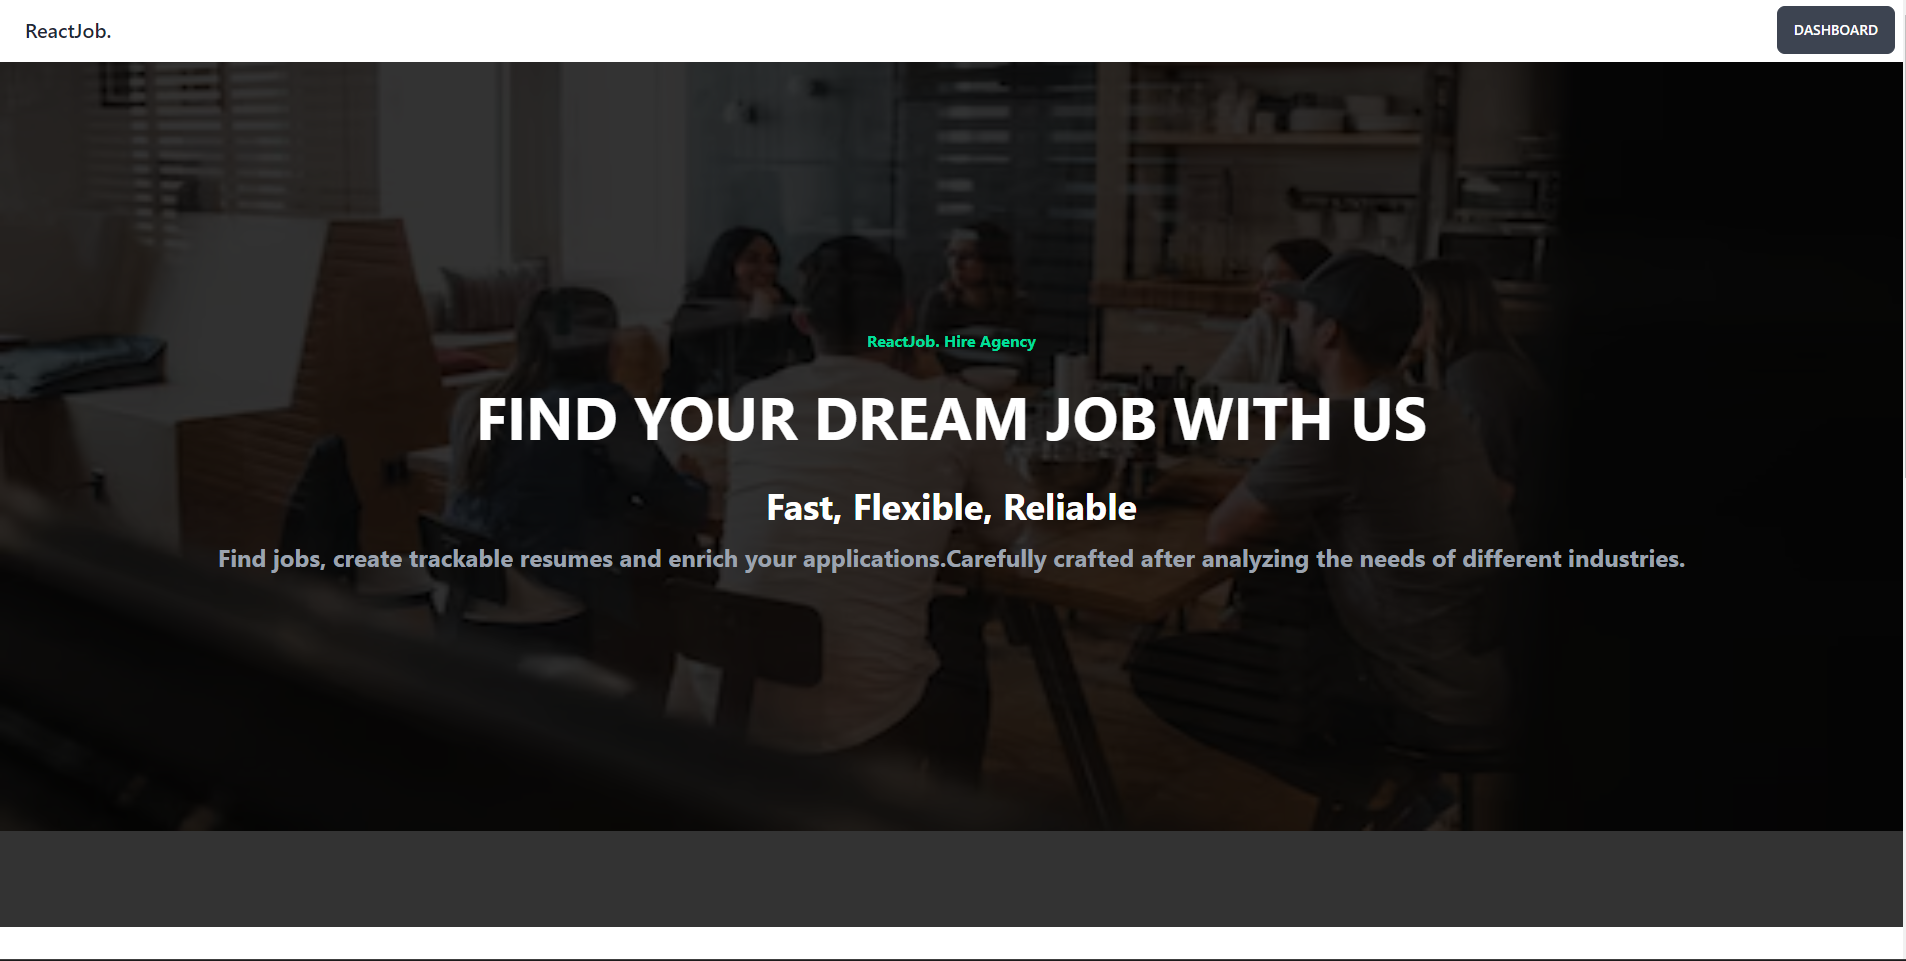 ReactJob.
DASHBOARD
ReactJob. Hire Agency
FIND YOUR DREAM JOB WITH US
Fast, Flexible, Reliable
Find jobs, create trackable resumes and enrich your applications.Carefully crafted after analyzing the needs of different industries.